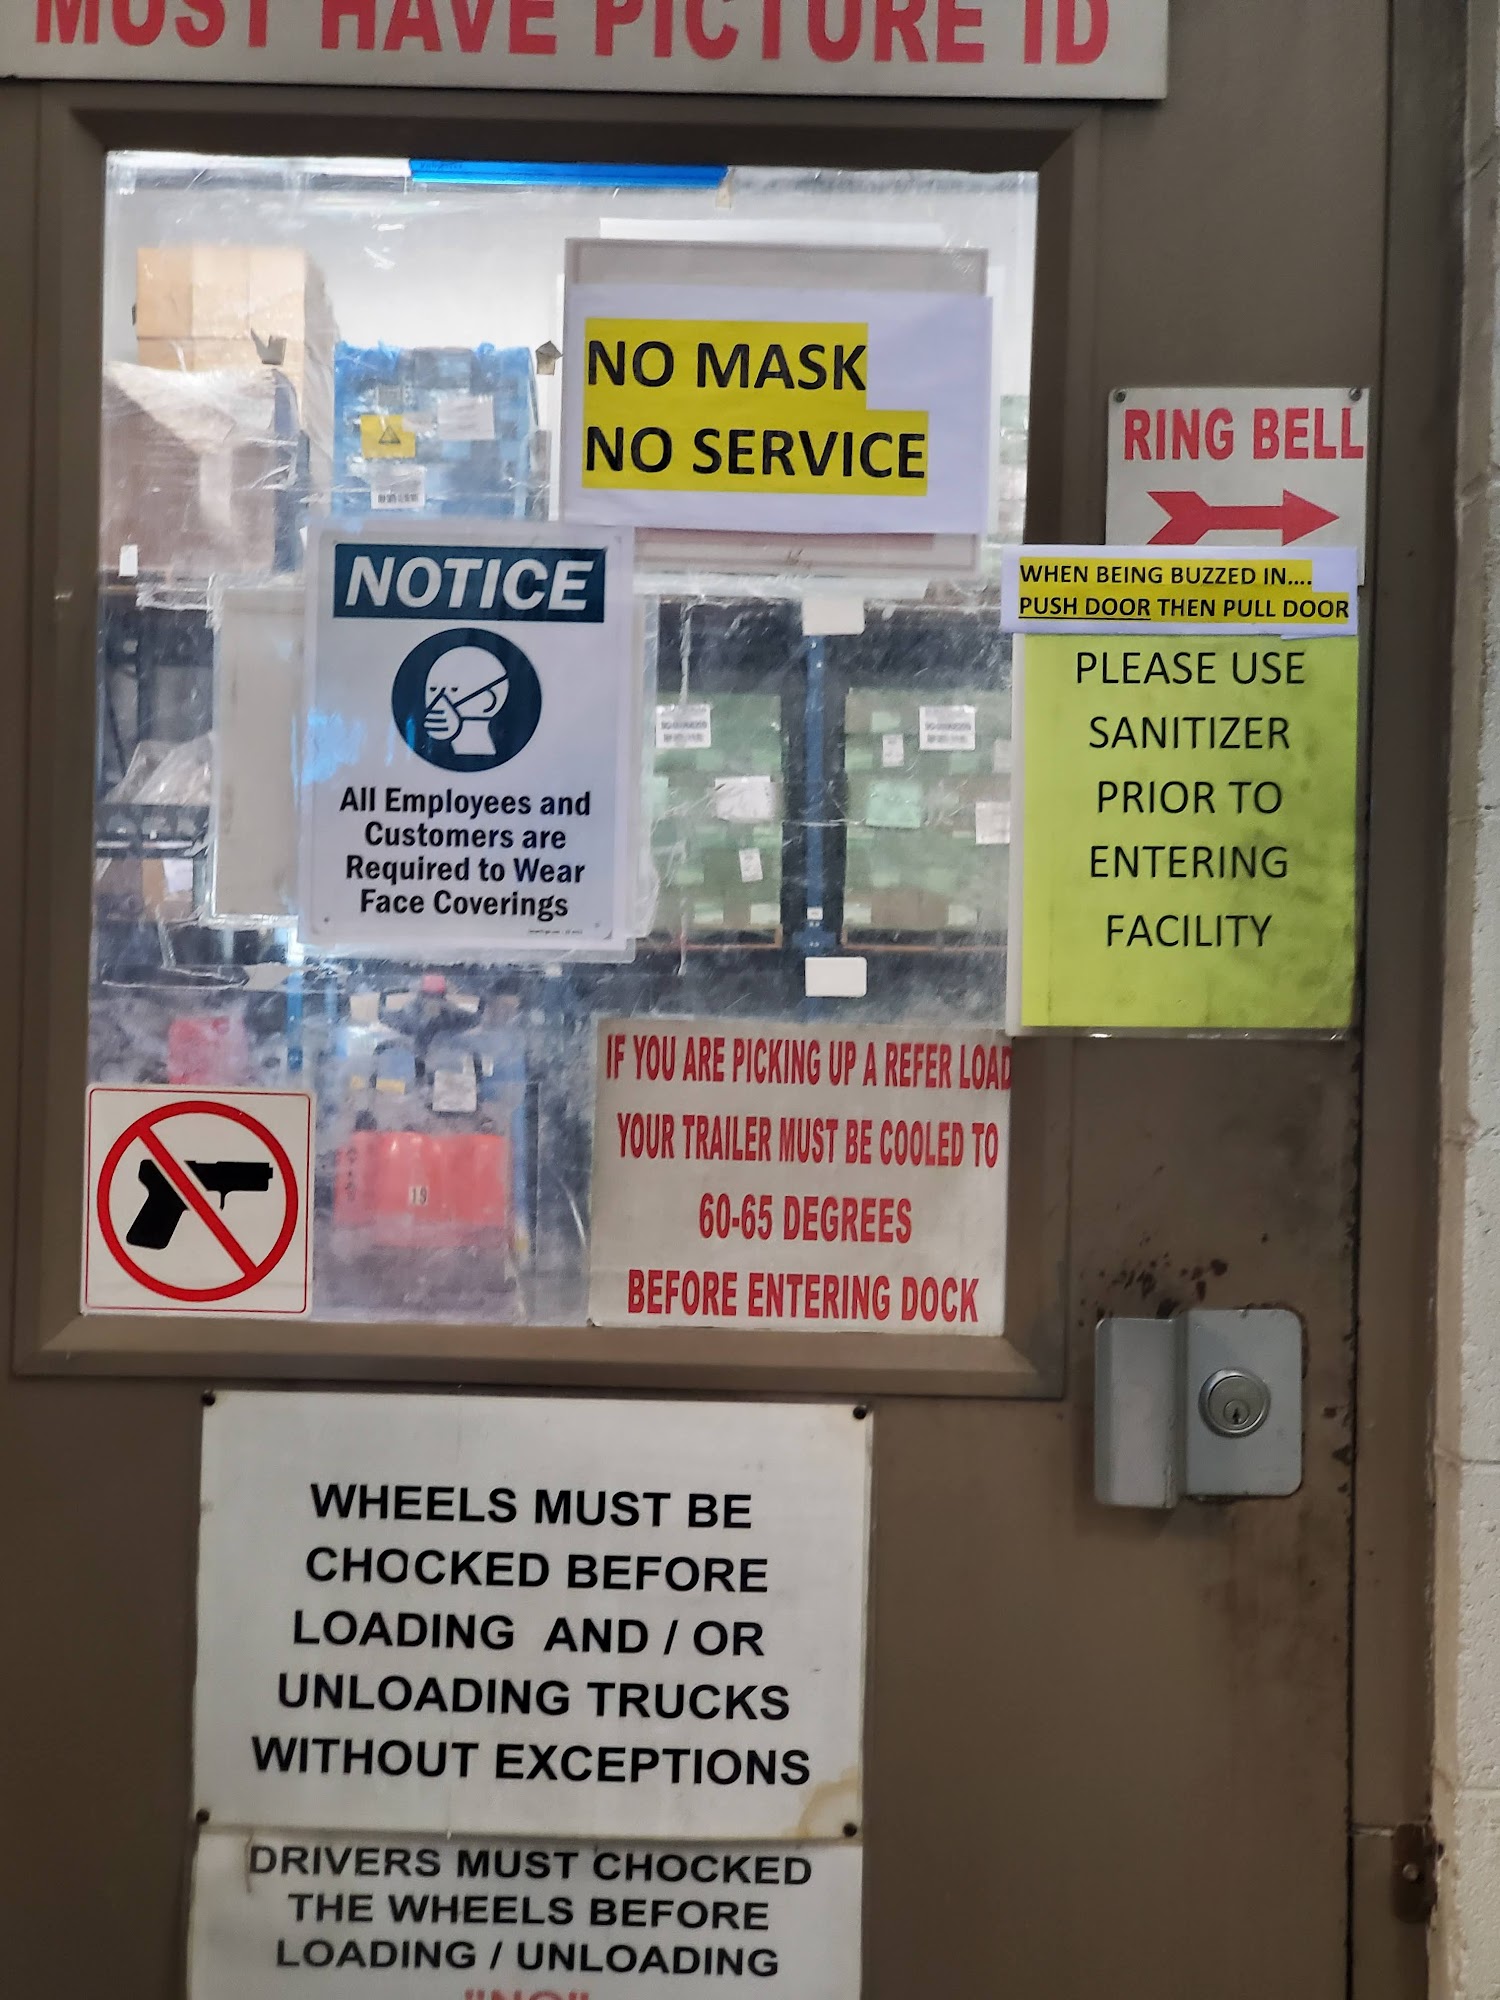 MUST HAVE PICTURE ID
NO MASK
NO SERVICE
RING BELL
WHEN BEING BUZZED IN....
PUSH DOOR THEN PULL DOOR
NOTICE
All Employees and
Customers are
Required to Wear
Face Coverings
PLEASE USE
SANITIZER
PRIOR TO
ENTERING
FACILITY
IF YOU ARE PICKING UP A REFER LOAD
YOUR TRAILER MUST BE COOLED TO
60-65 DEGREES
BEFORE ENTERING DOCK
19
WHEELS MUST BE
CHOCKED BEFORE
LOADING AND / OR
UNLOADING TRUCKS
WITHOUT EXCEPTIONS
DRIVERS MUST CHOCKED
THE WHEELS BEFORE
LOADING / UNLOADING
"NO"